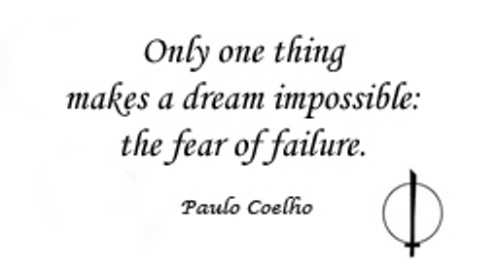 Only one thing
makes a dream impossible:
the fear of failure.
Paulo Coelho